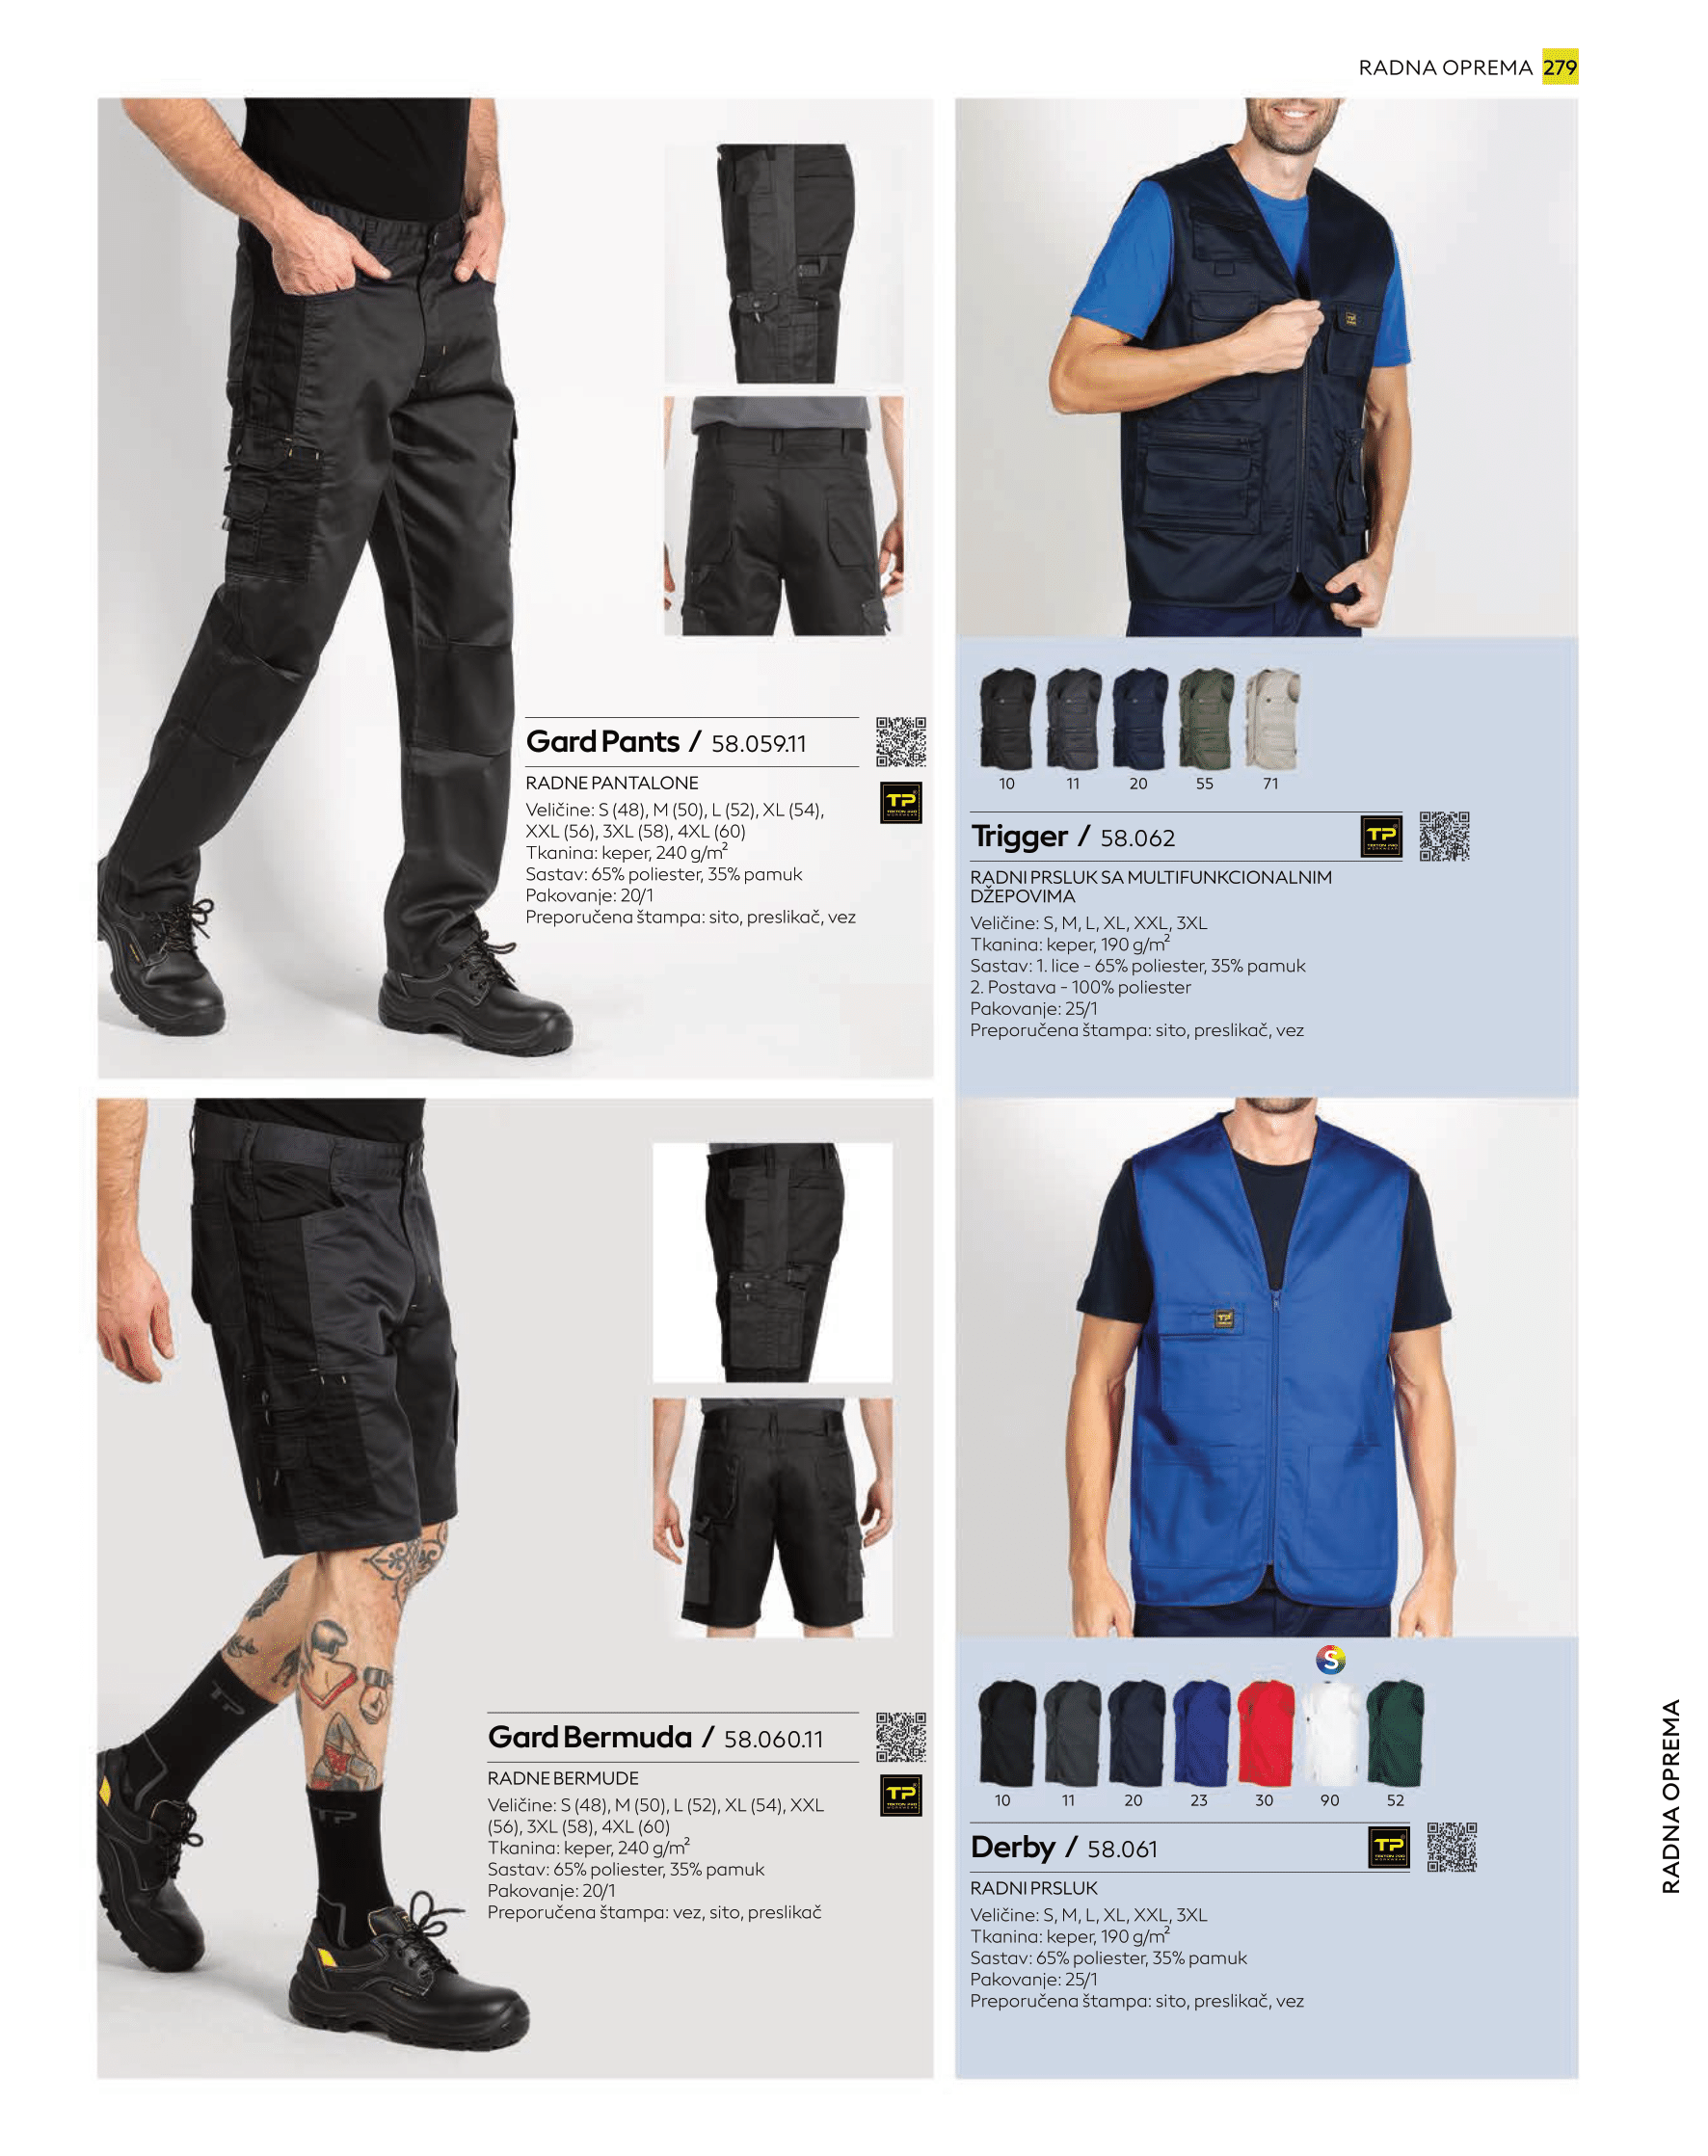 RADNA OPREMA 279
Gard Pants / 58.059.11
RADNE PANTALONE
Veličine: S (48), M (50), L (52), XL (54),
XXL (56), 3XL (58), 4XL (60)
Tkanina: keper, 240 g/m²
Sastav: 65% poliester, 35% pamuk
Pakovanje: 20/1
Preporučena štampa: sito, preslikač, vez
TP
10 11 20 55 71
Trigger / 58.062
TP
RADNI PRSLUK SA MULTIFUNKCIONALNIM
DŽEPOVIMA
Veličine: S, M, L, XL, XXL, 3XL
Tkanina: keper, 190 g/m²
Sastav: 1. lice - 65% poliester, 35% pamuk
2. Postava - 100% poliester
Pakovanje: 25/1
Preporučena štampa: sito, preslikač, vez
Gard Bermuda / 58.060.11
RADNE BERMUDE
Veličine: S (48), M (50), L (52), XL (54), XXL
(56), 3XL (58), 4XL (60)
Tkanina: keper, 240 g/m²
Sastav: 65% poliester, 35% pamuk
Pakovanje: 20/1
Preporučena štampa: vez, sito, preslikač
TP
TP
TP
TP
S
10 11 20 23 30 90 52
Derby / 58.061
TP
RADNI PRSLUK
Veličine: S, M, L, XL, XXL, 3XL
Tkanina: keper, 190 g/m²
Sastav: 65% poliester, 35% pamuk
Pakovanje: 25/1
Preporučena štampa: sito, preslikač, vez
RADNA OPREMA